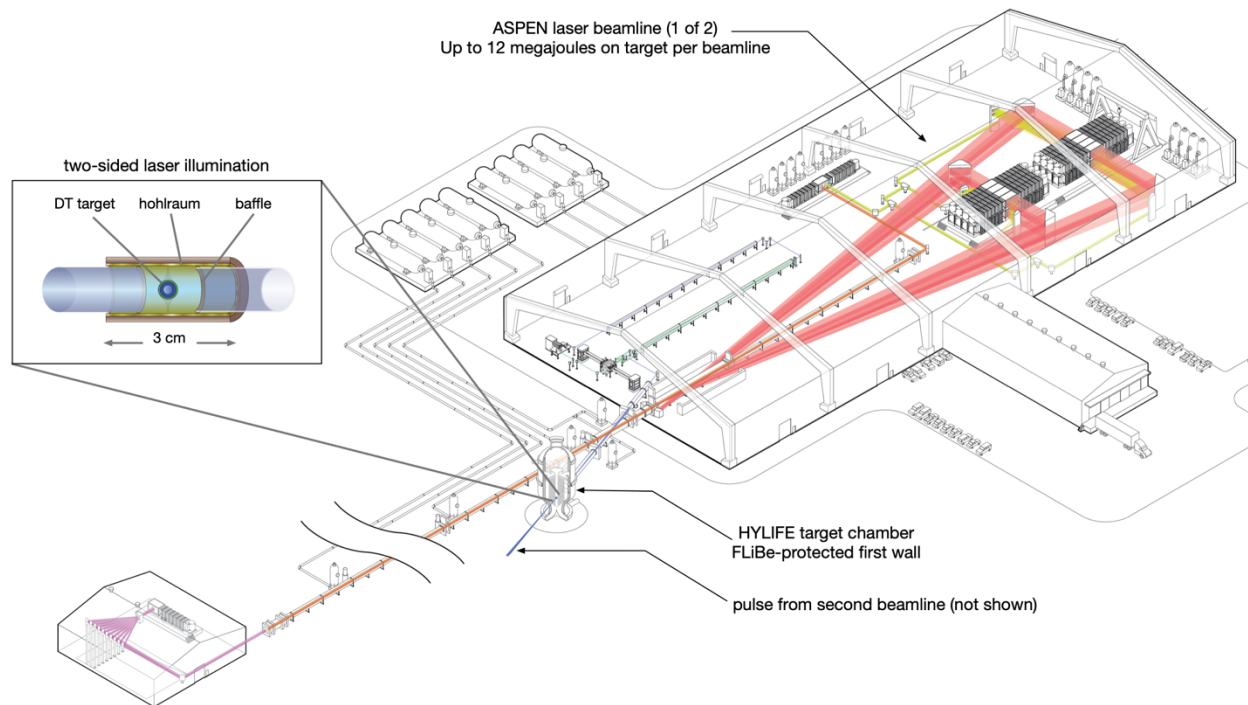 ASPEN laser beamline (1 of 2)
Up to 12 megajoules on target per beamline
two-sided laser illumination
DT target
hohlraum
baffle
3 cm
HYLIFE target chamber
FLiBe-protected first wall
pulse from second beamline (not shown)